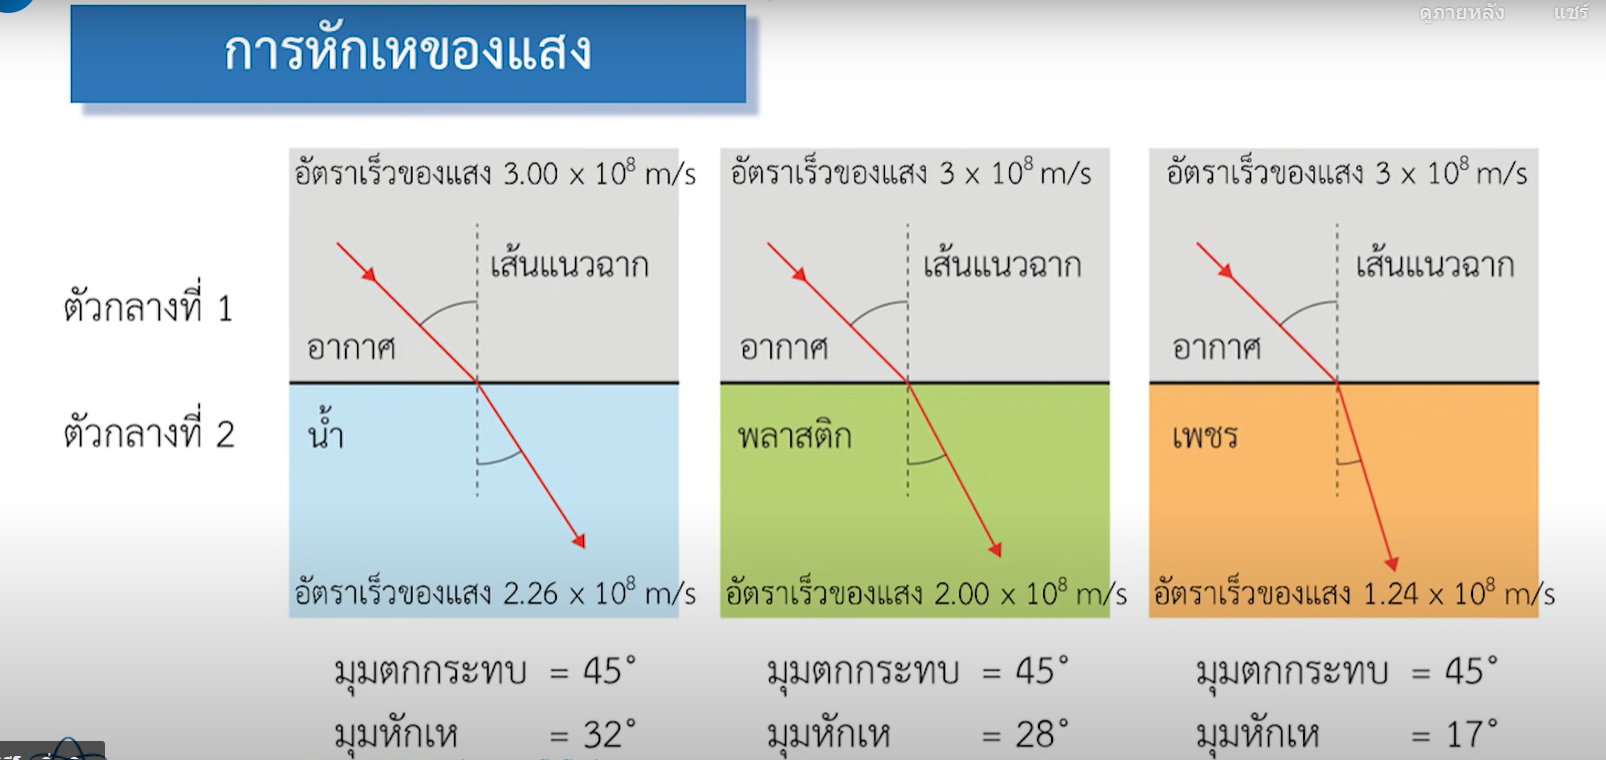 ดูภายหลัง แชร์
การหักเหของแสง
อัตราเร็วของแสง 3.00 x 10⁸ m/s
อัตราเร็วของแสง 3 x 10⁸ m/s
อัตราเร็วของแสง 3 x 10⁸ m/s
เส้นแนวฉาก
เส้นแนวฉาก
เส้นแนวฉาก
ตัวกลางที่ 1
อากาศ
อากาศ
อากาศ
ตัวกลางที่ 2
น้ำ
พลาสติก
เพชร
อัตราเร็วของแสง 2.26 x 10⁸ m/s
อัตราเร็วของแสง 2.00 x 10⁸ m/s
อัตราเร็วของแสง 1.24 x 10⁸ m/s
มุมตกกระทบ = 45°
มุมตกกระทบ = 45°
มุมตกกระทบ = 45°
มุมหักเห = 32°
มุมหักเห = 28°
มุมหักเห = 17°